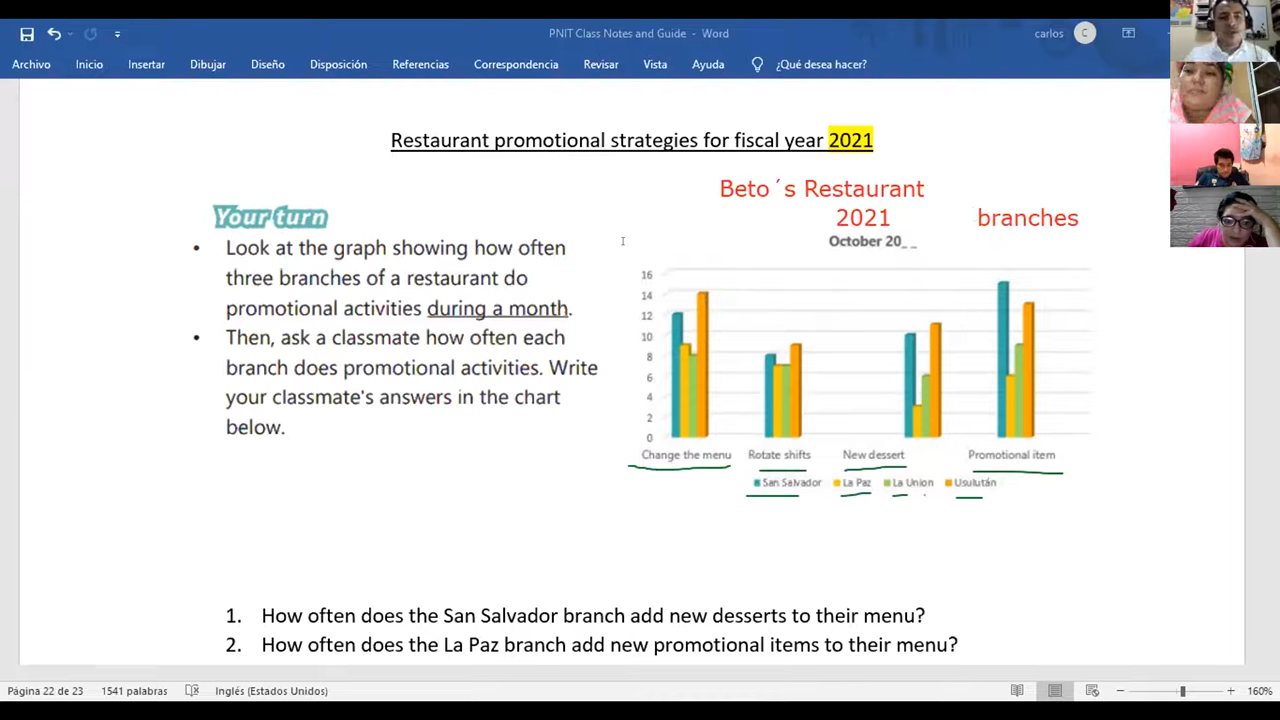 PNIT Class Notes and Guide - Word
carlos
C
Archivo
Inicio
Insertar
Dibujar
Diseño
Disposición
Referencias
Correspondencia
Revisar
Vista
Ayuda
¿Qué desea hacer?
Restaurant promotional strategies for fiscal year 2021
Your turn
• Look at the graph showing how often
three branches of a restaurant do
promotional activities during a month.
• Then, ask a classmate how often each
branch does promotional activities. Write
your classmate's answers in the chart
below.
Beto´s Restaurant
2021
branches
October 20_ _
16
14
12
10
8
6
4
2
0
Change the menu
Rotate shifts
New dessert
Promotional item
San Salvador
La Paz
La Union
Usulután
1. How often does the San Salvador branch add new desserts to their menu?
2. How often does the La Paz branch add new promotional items to their menu?
Página 22 de 23
1541 palabras
Inglés (Estados Unidos)
160%